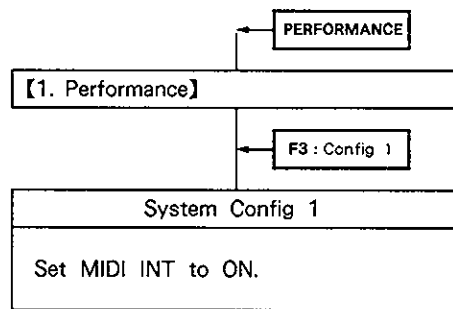 PERFORMANCE
【1. Performance】
F3 : Config 1
System Config 1
Set MIDI INT to ON.